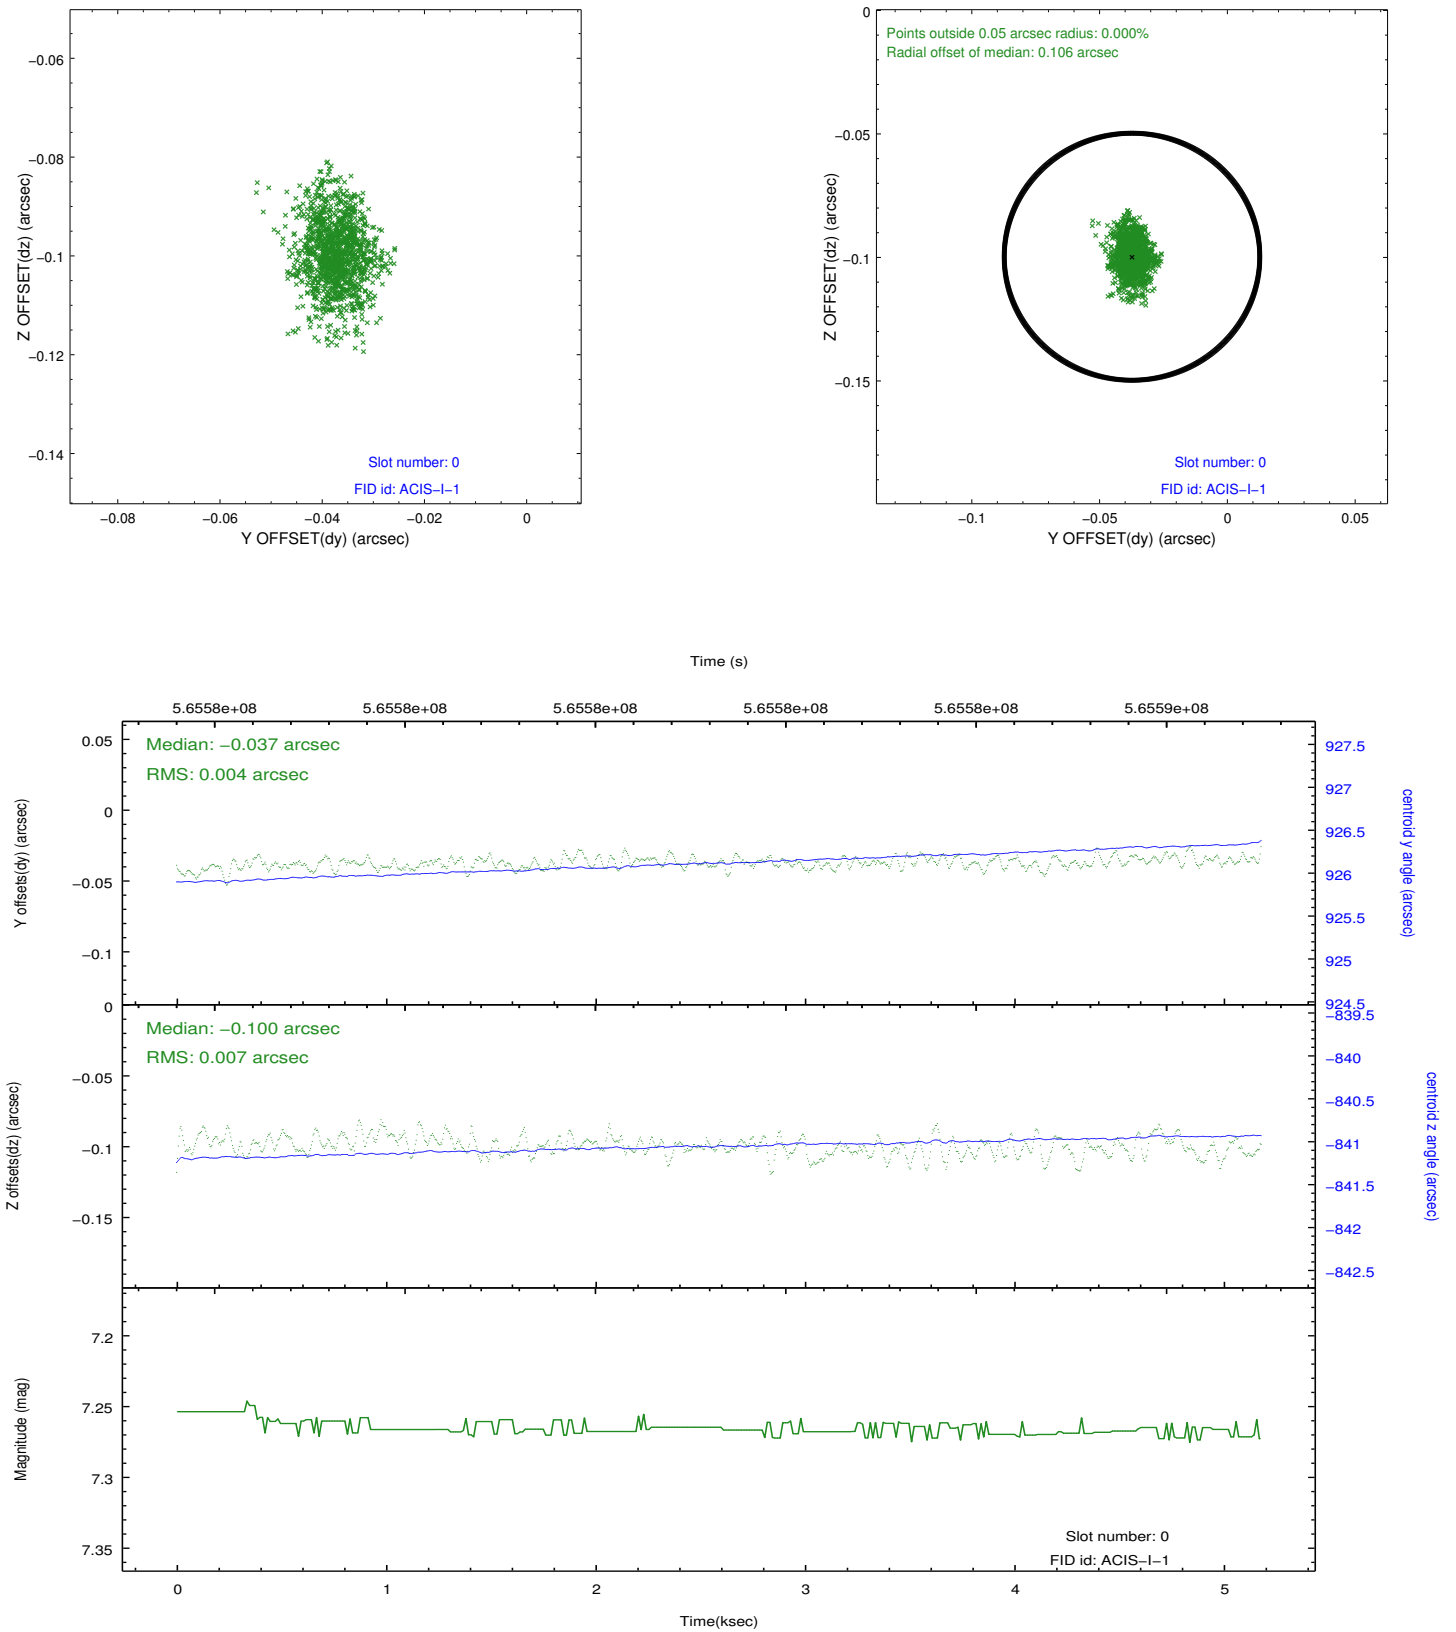 −0.06
−0.08
−0.1
−0.12
−0.14
Z OFFSET(dz) (arcsec)
Slot number: 0
FID id: ACIS−I−1
−0.08
−0.06
−0.04
−0.02
0
Y OFFSET(dy) (arcsec)
0
−0.05
−0.1
−0.15
Z OFFSET(dz) (arcsec)
Points outside 0.05 arcsec radius: 0.000%
Radial offset of median: 0.106 arcsec
Slot number: 0
FID id: ACIS−I−1
−0.1
−0.05
0
0.05
Y OFFSET(dy) (arcsec)
Time (s)
5.6558e+08
5.6558e+08
5.6558e+08
5.6558e+08
5.6558e+08
5.6559e+08
Median: −0.037 arcsec
RMS: 0.004 arcsec
0.05
0
−0.05
−0.1
Y offsets(dy) (arcsec)
927.5
927
926.5
926
925.5
925
924.5
centroid y angle (arcsec)
Median: −0.100 arcsec
RMS: 0.007 arcsec
0
−0.05
−0.1
−0.15
Z offsets(dz) (arcsec)
−839.5
−840
−840.5
−841
−841.5
−842
−842.5
centroid z angle (arcsec)
7.2
7.25
7.3
7.35
Magnitude (mag)
Slot number: 0
FID id: ACIS−I−1
0
1
2
3
4
5
Time(ksec)